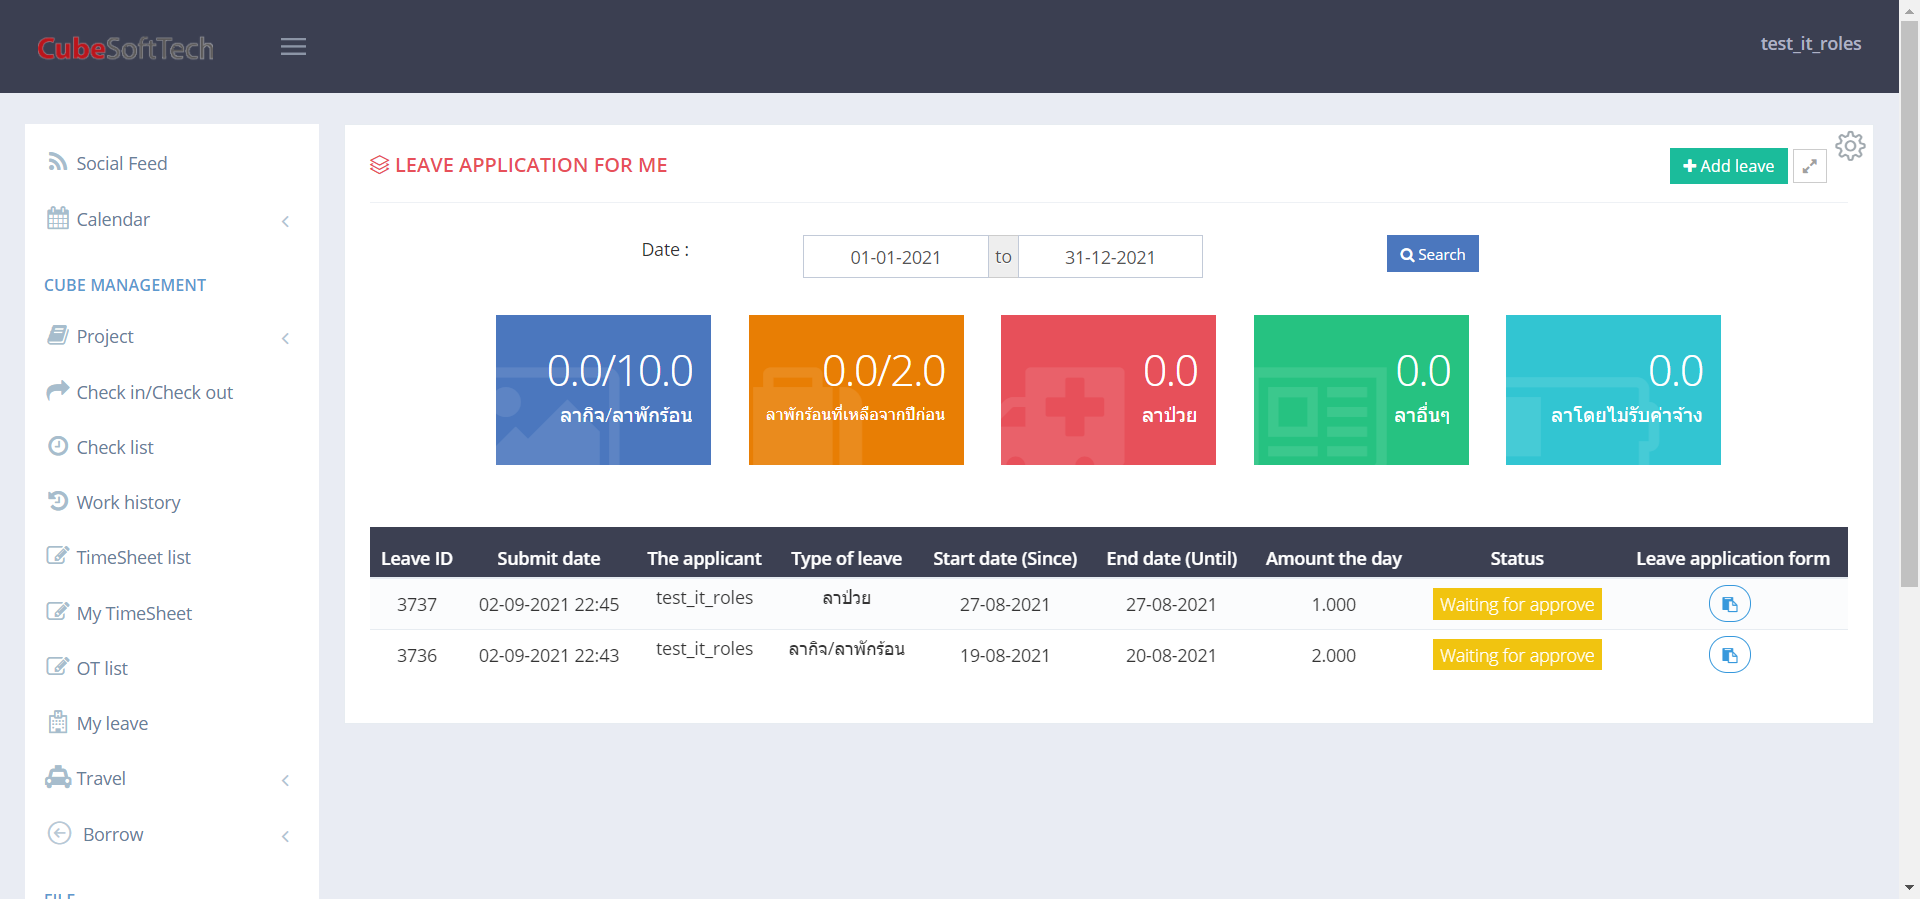 CubeSoftTech
test_it_roles
Social Feed
Calendar
CUBE MANAGEMENT
Project
Check in/Check out
Check list
Work history
TimeSheet list
My TimeSheet
OT list
My leave
Travel
Borrow
FILE
LEAVE APPLICATION FOR ME
Add leave
Date : 01-01-2021 to 31-12-2021 Search
0.0/10.0
ลากิจ/ลาพักร้อน
0.0/2.0
ลาพักร้อนที่เหลือจากปีก่อน
0.0
ลาป่วย
0.0
ลาอื่นๆ
0.0
ลาโดยไม่รับค่าจ้าง
Leave ID Submit date The applicant Type of leave Start date (Since) End date (Until) Amount the day Status Leave application form
3737 02-09-2021 22:45 test_it_roles ลาป่วย 27-08-2021 27-08-2021 1.000 Waiting for approve
3736 02-09-2021 22:43 test_it_roles ลากิจ/ลาพักร้อน 19-08-2021 20-08-2021 2.000 Waiting for approve